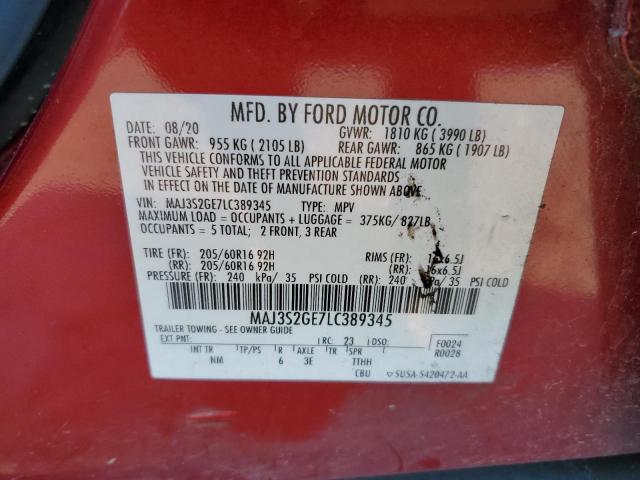 MFD. BY FORD MOTOR CO.
DATE: 08/20 GVWR: 1810 KG ( 3990 LB)
FRONT GAWR: 955 KG ( 2105 LB) REAR GAWR: 865 KG ( 1907 LB)
THIS VEHICLE CONFORMS TO ALL APPLICABLE FEDERAL MOTOR
VEHICLE SAFETY AND THEFT PREVENTION STANDARDS
IN EFFECT ON THE DATE OF MANUFACTURE SHOWN ABOVE.
VIN: MAJ3S2GE7LC389345 TYPE: MPV
MAXIMUM LOAD = OCCUPANTS + LUGGAGE = 375KG/827LB
OCCUPANTS = 5 TOTAL; 2 FRONT, 3 REAR
TIRE (FR): 205/60R16 92H RIMS (FR):
(RR): 205/60R16 92H (RR):
PRESSURE (FR): 240 kPa/ 35 PSI COLD (RR): 240 kPa/ 35 PSI COLD
MAJ3S2GE7LC389345
TRAILER TOWING - SEE OWNER GUIDE
EXT PNT: RC: 23 DSO: F0024
R0028
INT TR TP/PS R AXLE TR SPR
NM 6 3E TTHH
CBU SUSA-S420472-AA